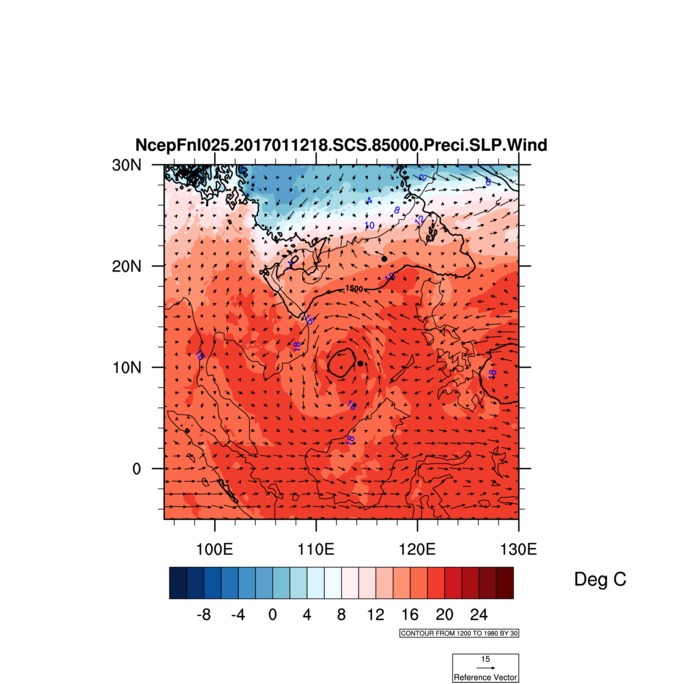 NcepFnl025.2017011218.SCS.85000.Preci.SLP.Wind
30N
20N
10N
0
1500
100E
110E
120E
130E
-8
-4
0
4
8
12
16
20
24
Deg C
CONTOUR FROM 1200 TO 1980 BY 30
15
Reference Vector